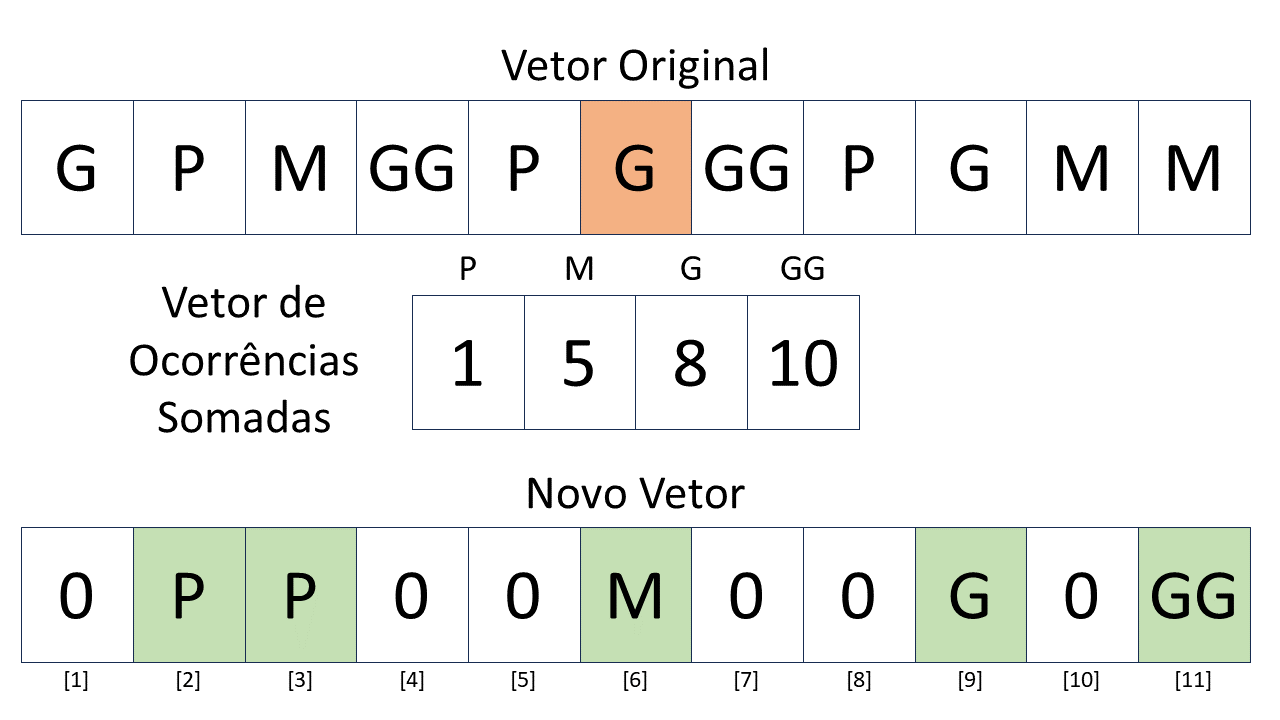 Vetor Original
G P M GG P G GG P G M M
P M G GG
Vetor de
Ocorrências
Somadas
1 5 8 10
Novo Vetor
0 P P 0 0 M 0 0 G 0 GG
[1] [2] [3] [4] [5] [6] [7] [8] [9] [10] [11]